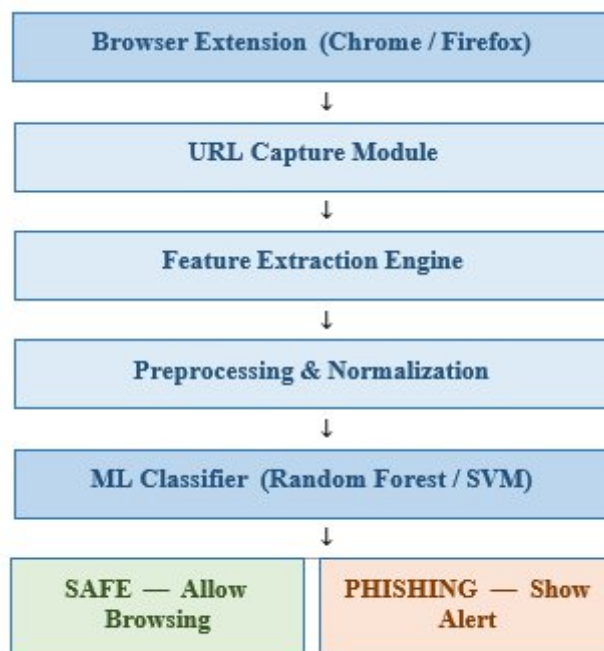 Browser Extension (Chrome / Firefox)
↓
URL Capture Module
↓
Feature Extraction Engine
↓
Preprocessing & Normalization
↓
ML Classifier (Random Forest / SVM)
↓
SAFE — Allow
Browsing
PHISHING — Show
Alert